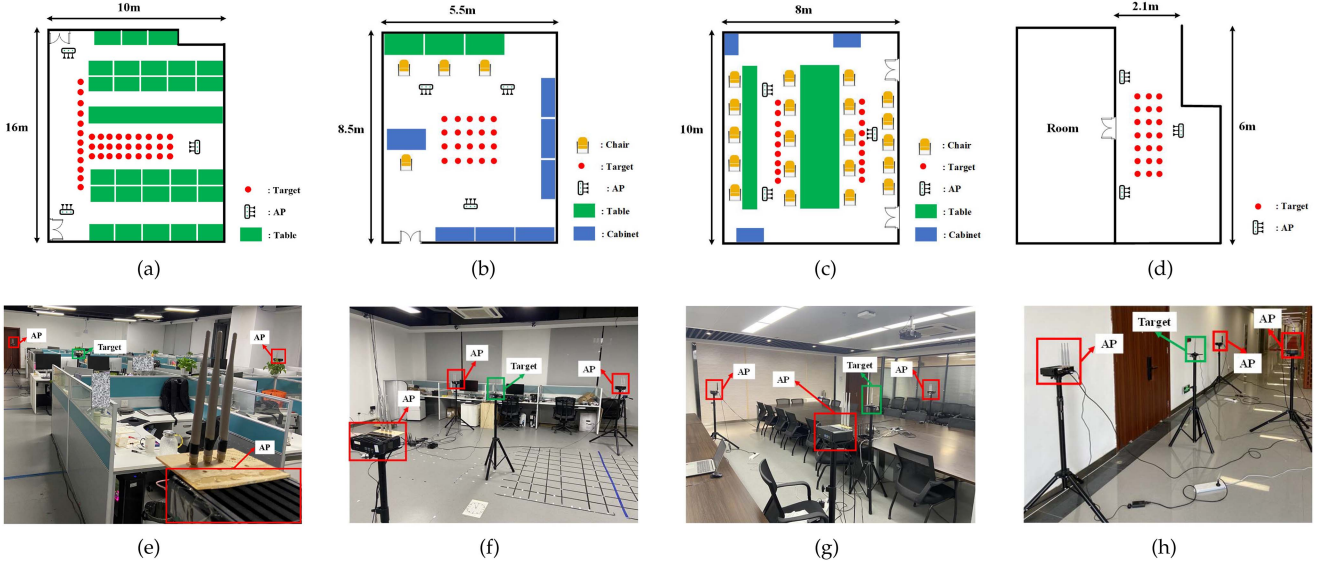 10m
16m
: Target
: AP
: Table
(a)
5.5m
8.5m
: Chair
: Target
: AP
: Table
: Cabinet
(b)
8m
10m
: Chair
: Target
: AP
: Table
: Cabinet
(c)
2.1m
Room
6m
: Target
: AP
(d)
AP
Target
AP
AP
(e)
AP
Target
AP
AP
(f)
AP
AP
Target
AP
(g)
AP
Target
AP
AP
(h)